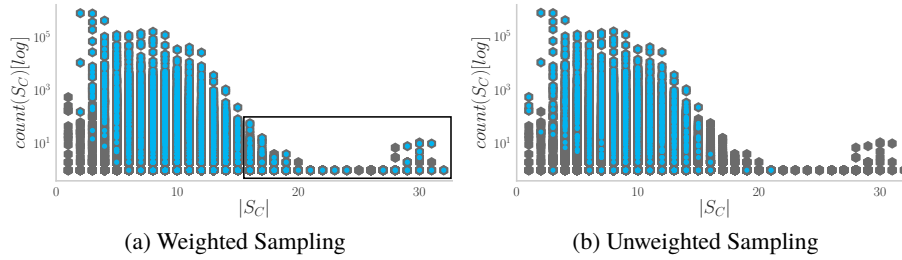 count(S_C)[log]
10^5
10^3
10^1
0
10
20
30
|S_C|
(a) Weighted Sampling
count(S_C)[log]
10^5
10^3
10^1
0
10
20
30
|S_C|
(b) Unweighted Sampling